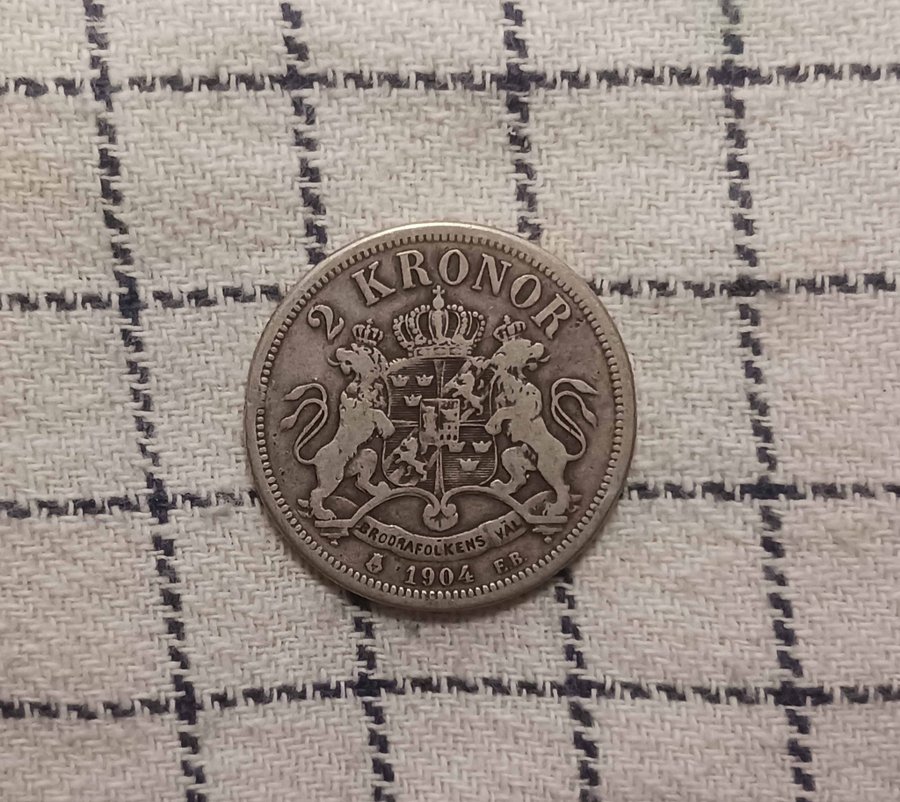 2 KRONOR
BRODRAFOLKENS VÄL
1904 E.B.